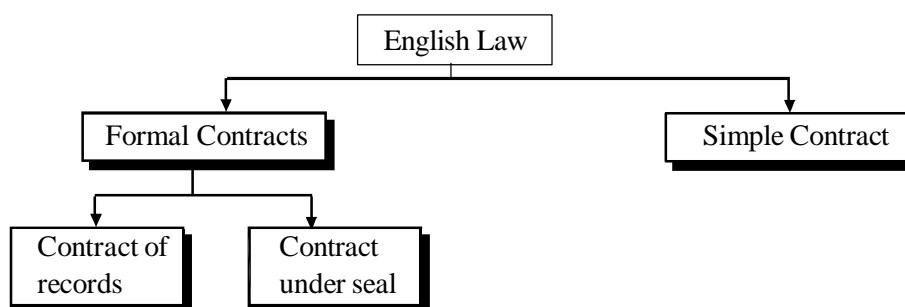 English Law
Formal Contracts
Simple Contract
Contract of
records
Contract
under seal